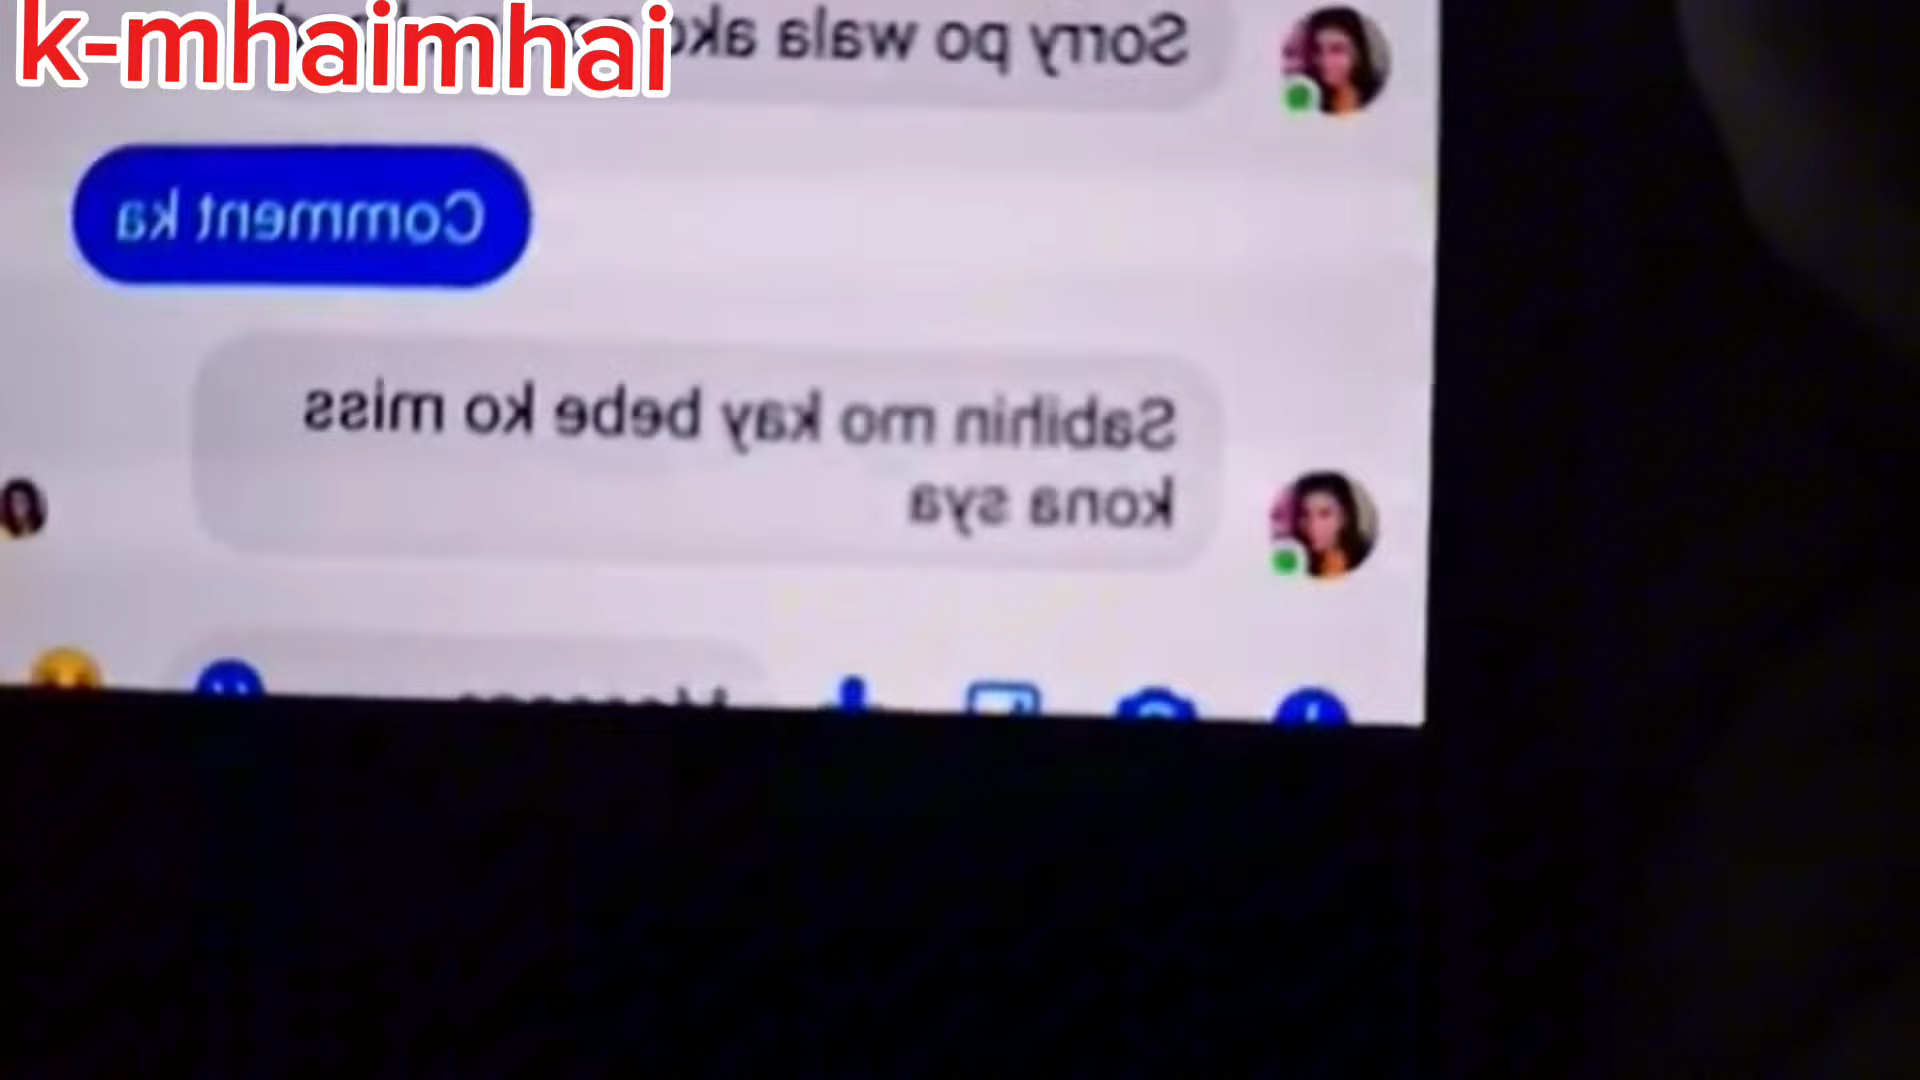 k-mhaimhai
Sorry po wala ako
Comment ka
Sabihin mo kay bebe ko miss
kona sya